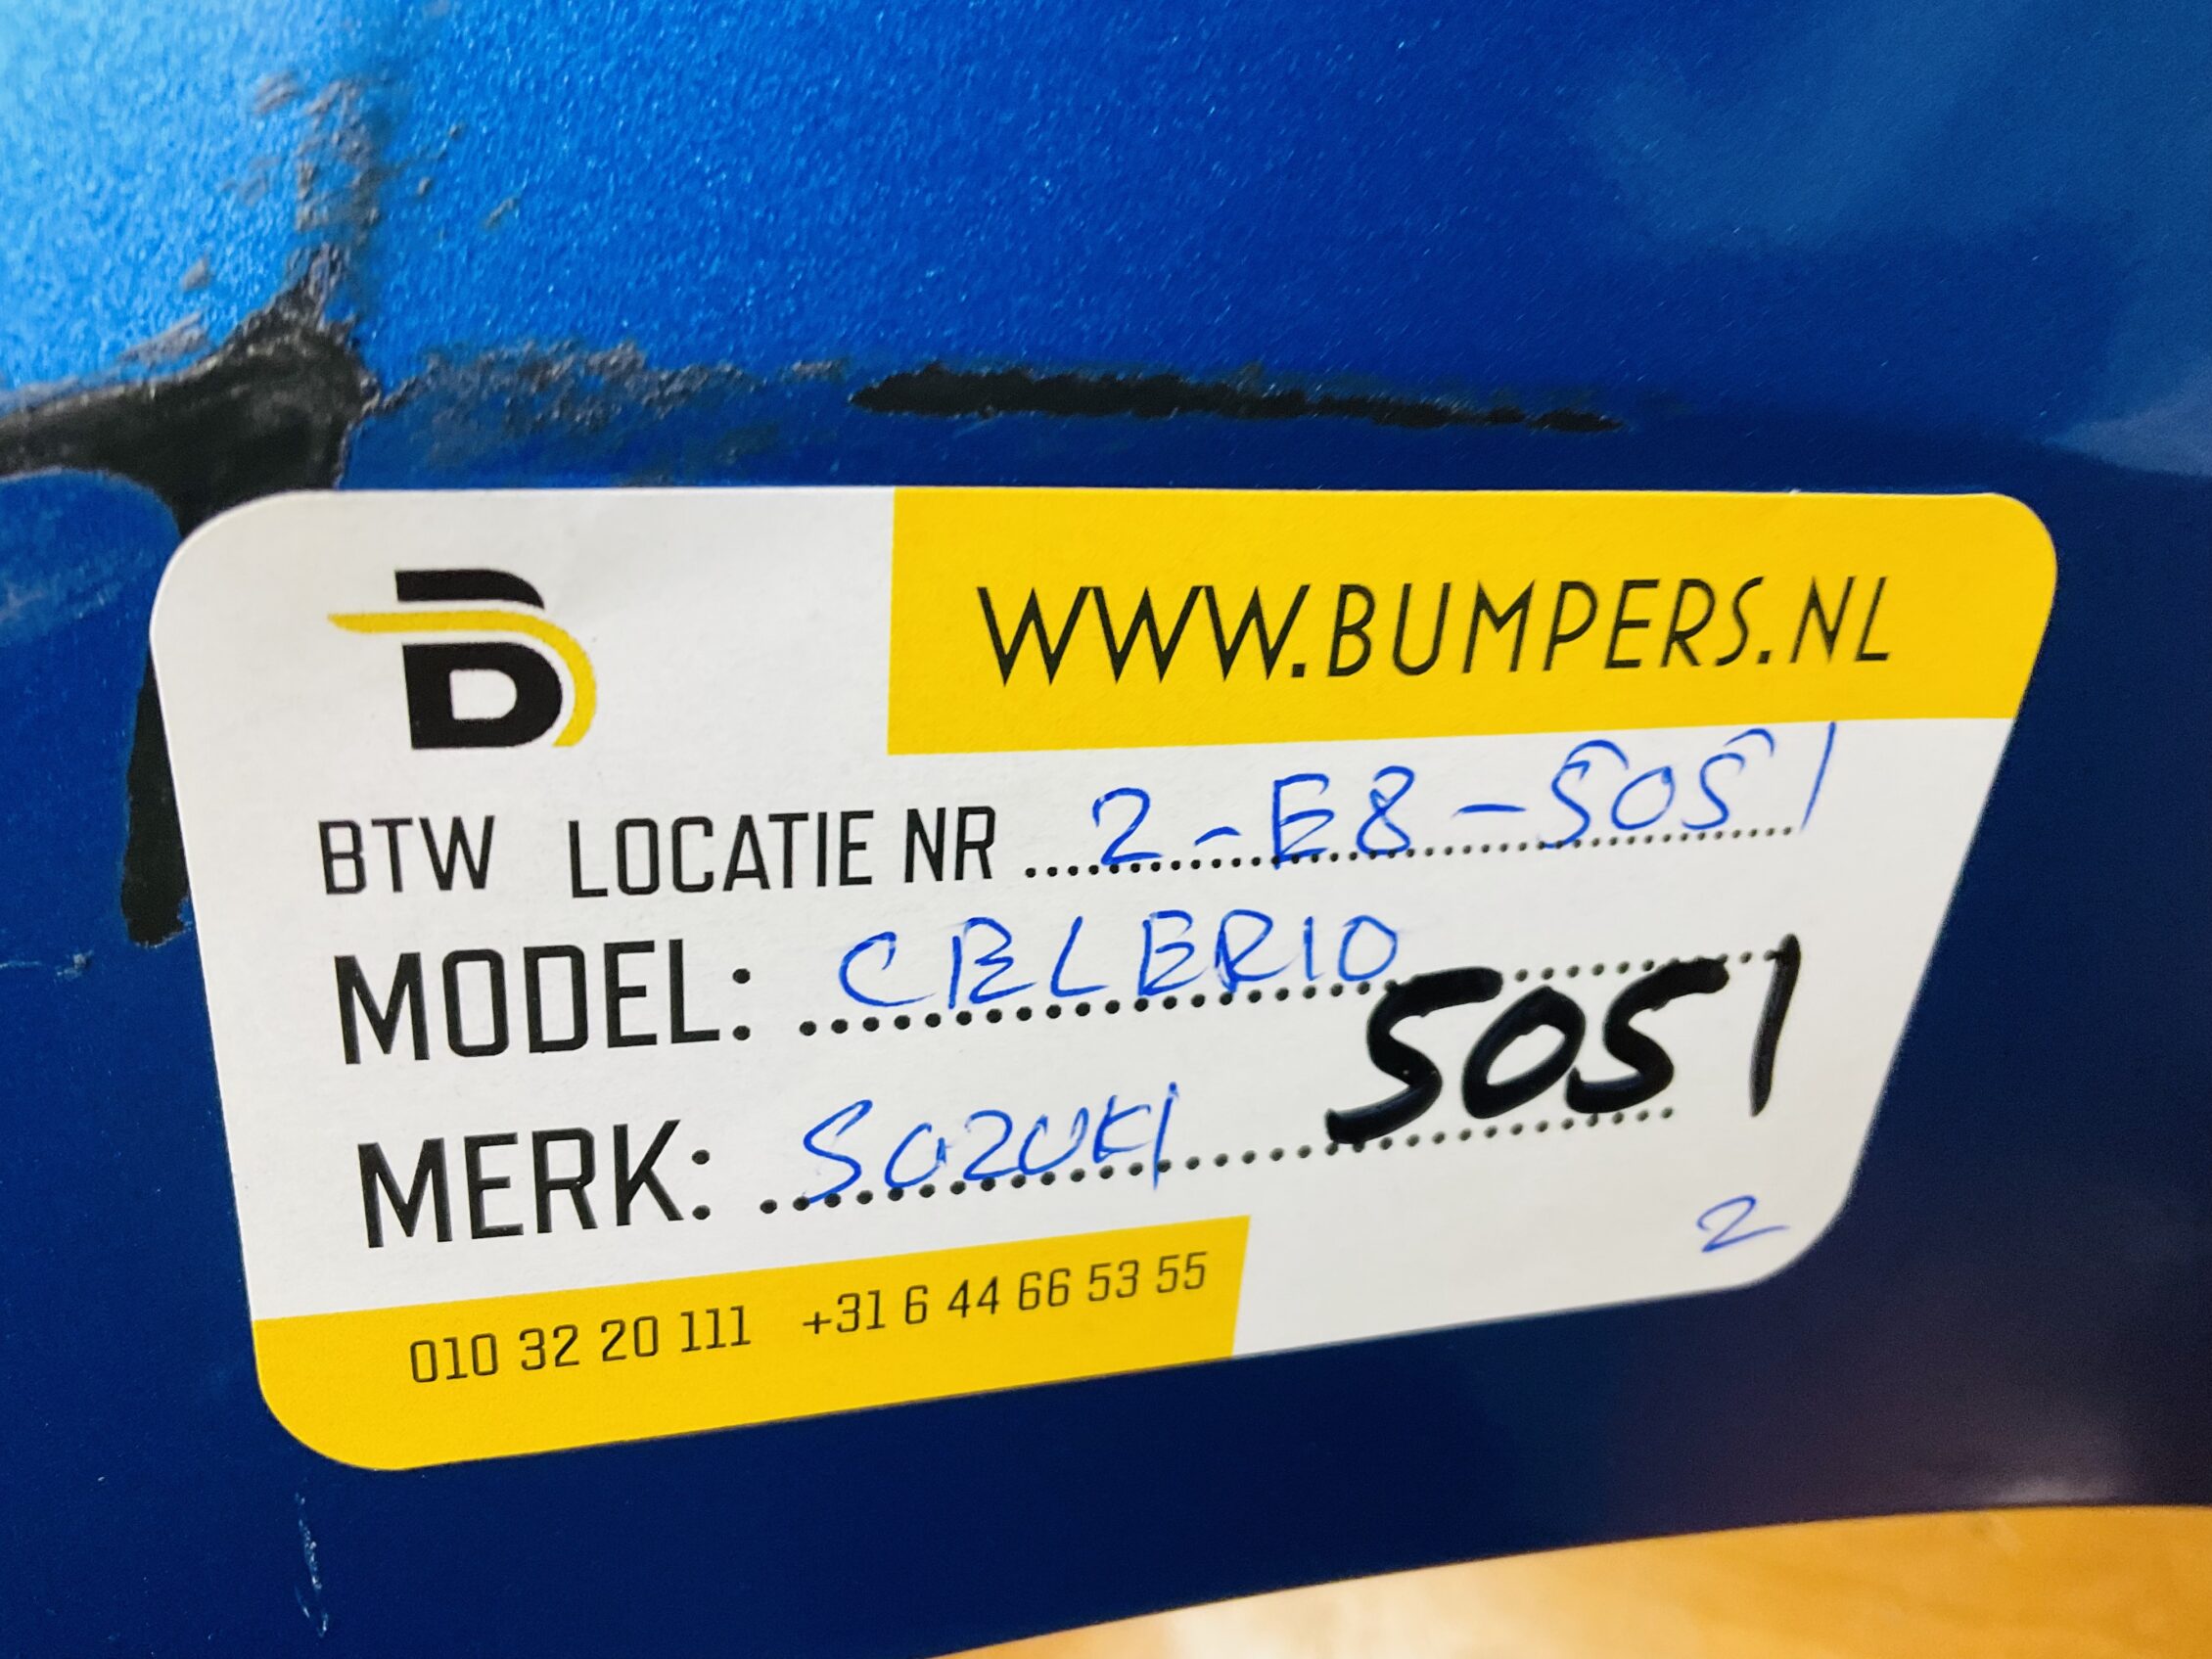 B
WWW.BUMPERS.NL
BTW LOCATIE NR 2-E8-5051
MODEL: CELERIO
5051
MERK: SUZUKI
2
010 32 20 111 +31 6 44 66 53 55